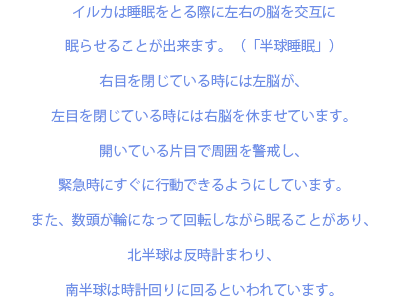 イルカは睡眠をとる際に左右の脳を交互に
眠らせることが出来ます。（「半球睡眠」）
右目を閉じている時には左脳が、
左目を閉じている時には右脳を休ませています。
開いている片目で周囲を警戒し、
緊急時にすぐに行動できるようにしています。
また、数頭が輪になって回転しながら眠ることがあり、
北半球は反時計まわり、
南半球は時計回りに回るといわれています。